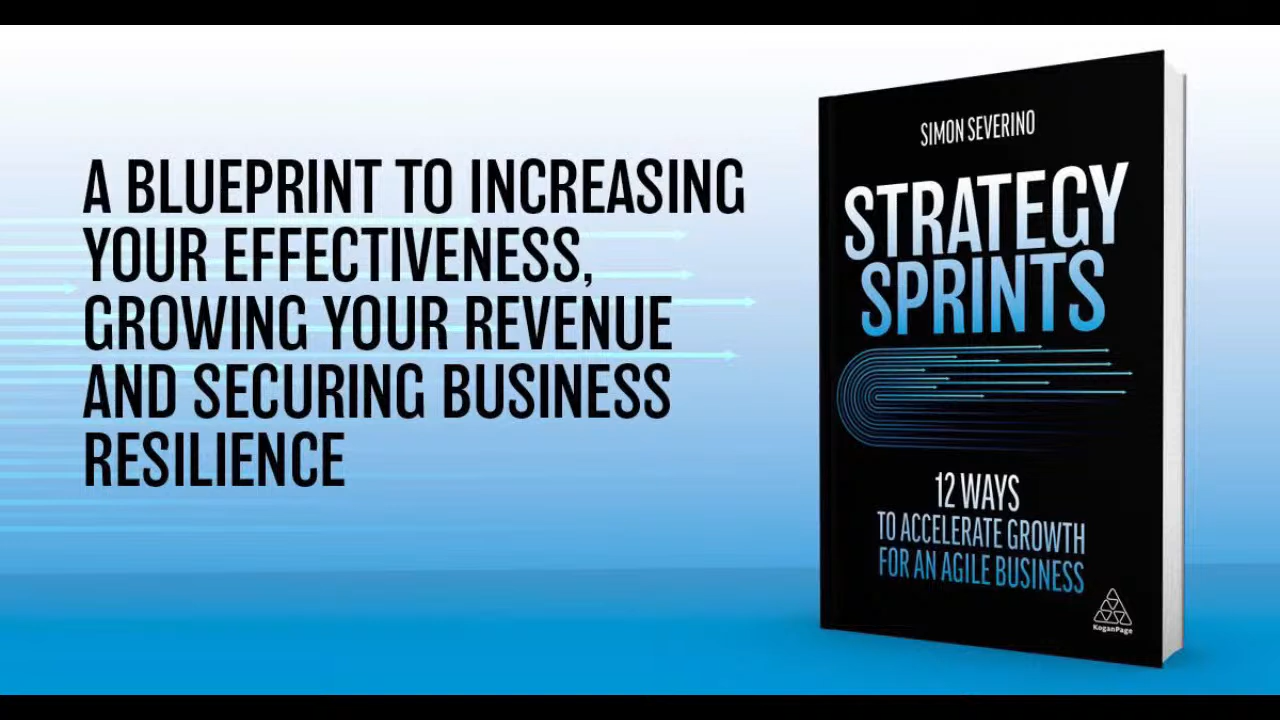 A BLUEPRINT TO INCREASING
YOUR EFFECTIVENESS,
GROWING YOUR REVENUE
AND SECURING BUSINESS
RESILIENCE
SIMON SEVERINO
STRATEGY
SPRINTS
12 WAYS
TO ACCELERATE GROWTH
FOR AN AGILE BUSINESS
KoganPage